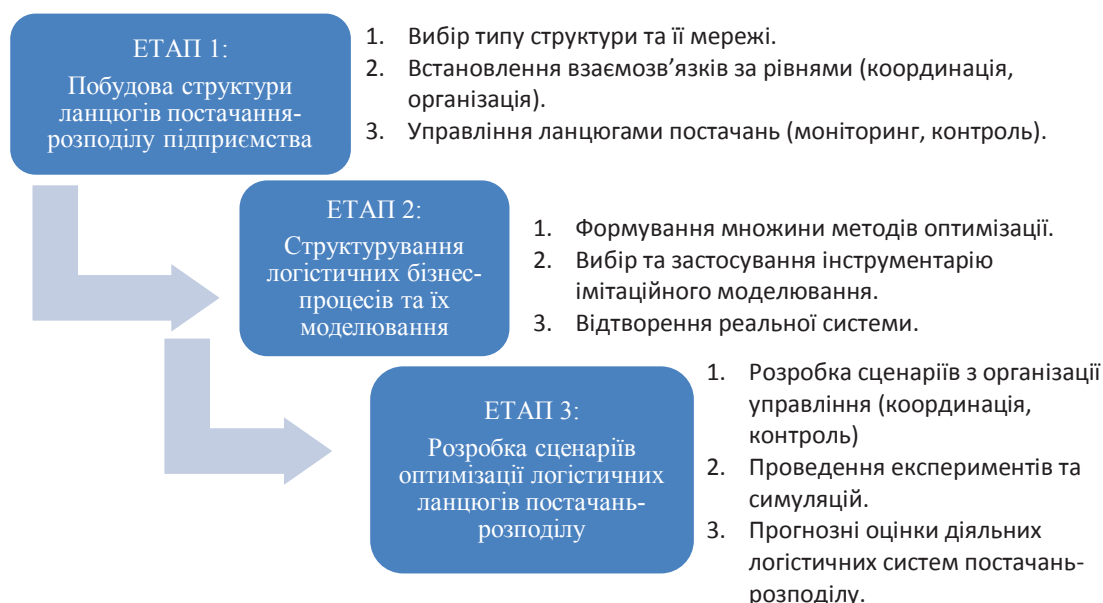 ЕТАП 1:
Побудова структури
ланцюгів постачання-
розподілу підприємства
1. Вибір типу структури та її мережі.
2. Встановлення взаємозв’язків за рівнями (координація,
організація).
3. Управління ланцюгами постачань (моніторинг, контроль).
ЕТАП 2:
Структурування
логістичних бізнес-
процесів та їх
моделювання
1. Формування множини методів оптимізації.
2. Вибір та застосування інструментарію
імітаційного моделювання.
3. Відтворення реальної системи.
ЕТАП 3:
Розробка сценаріїв
оптимізації логістичних
ланцюгів постачань-
розподілу
1. Розробка сценаріїв з організації
управління (координація,
контроль)
2. Проведення експериментів та
симуляцій.
3. Прогнозні оцінки діяльних
логістичних систем постачань-
розподілу.